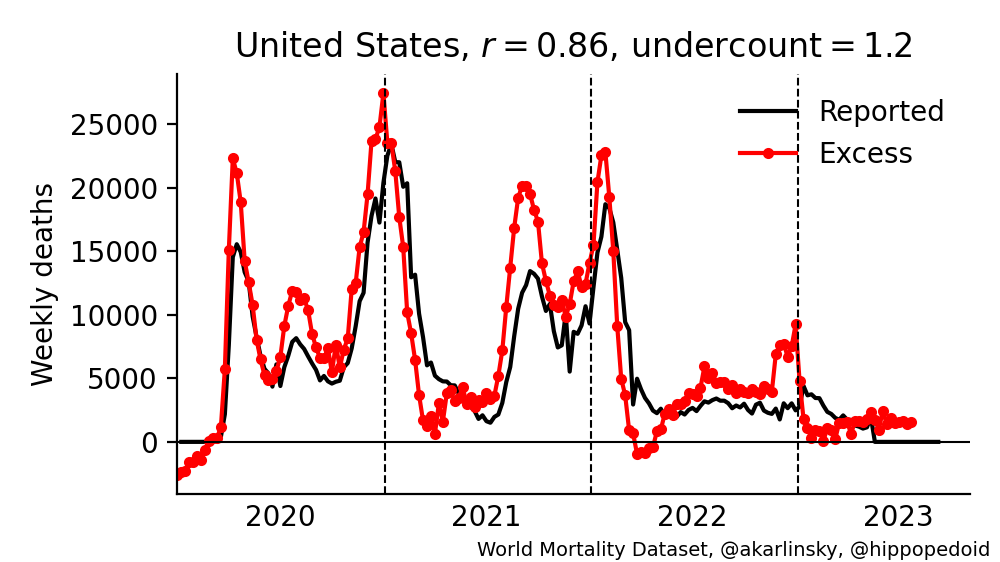 United States, r = 0.86, undercount = 1.2
Reported
Excess
Weekly deaths
25000
20000
15000
10000
5000
0
2020 2021 2022 2023
World Mortality Dataset, @akarlinsky, @hippopedoid